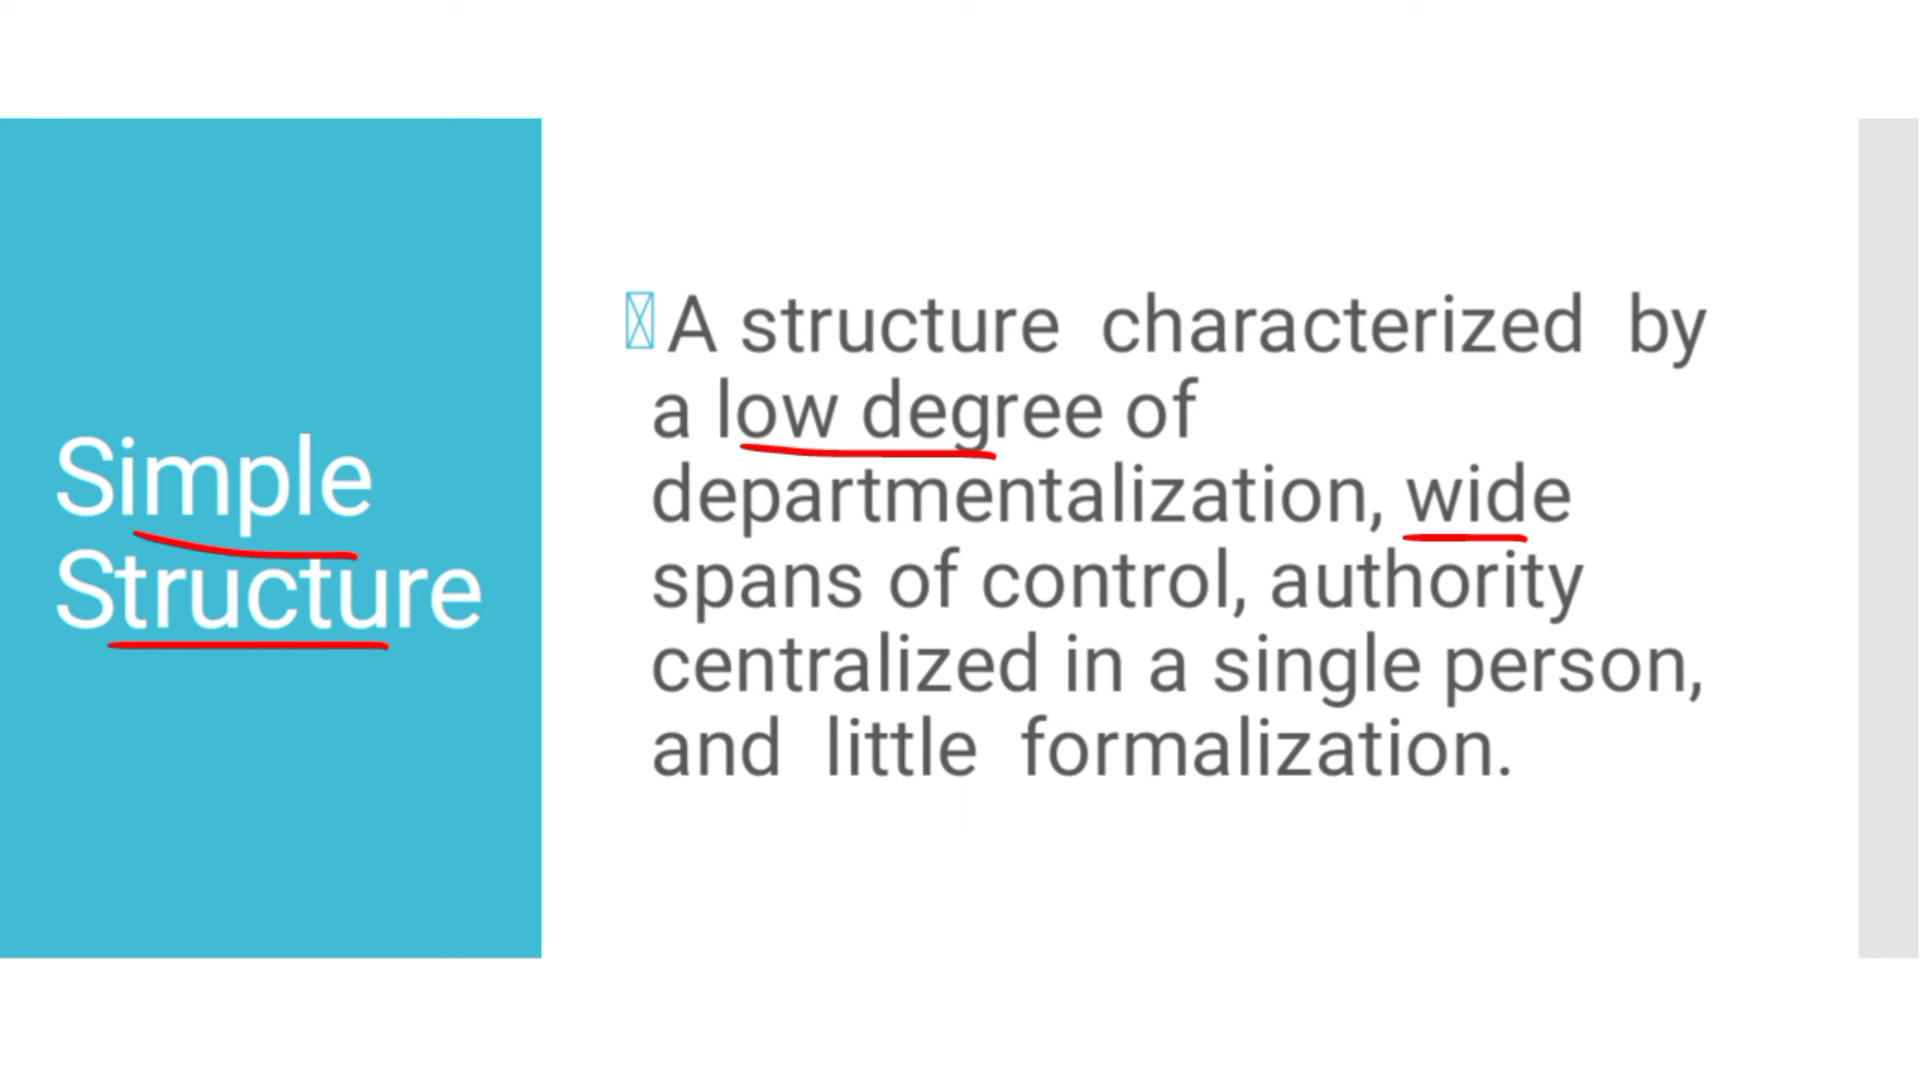 Simple
Structure
A structure characterized by
a low degree of
departmentalization, wide
spans of control, authority
centralized in a single person,
and little formalization.